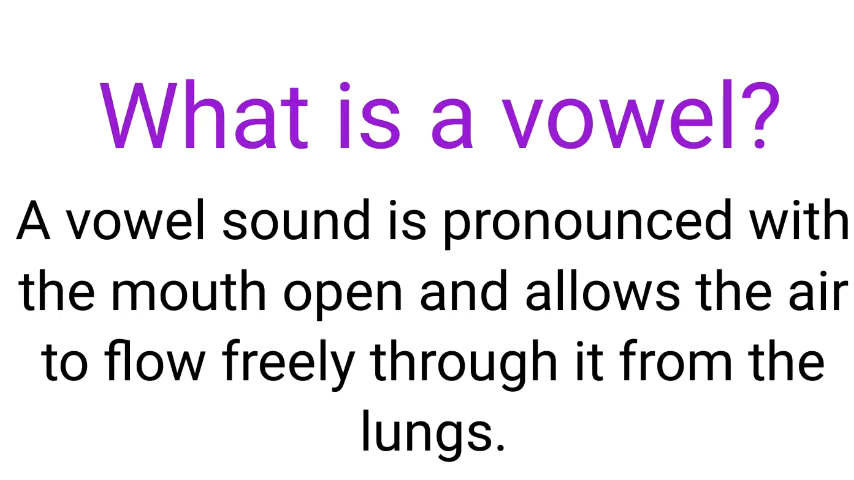 What is a vowel?
A vowel sound is pronounced with
the mouth open and allows the air
to flow freely through it from the
lungs.